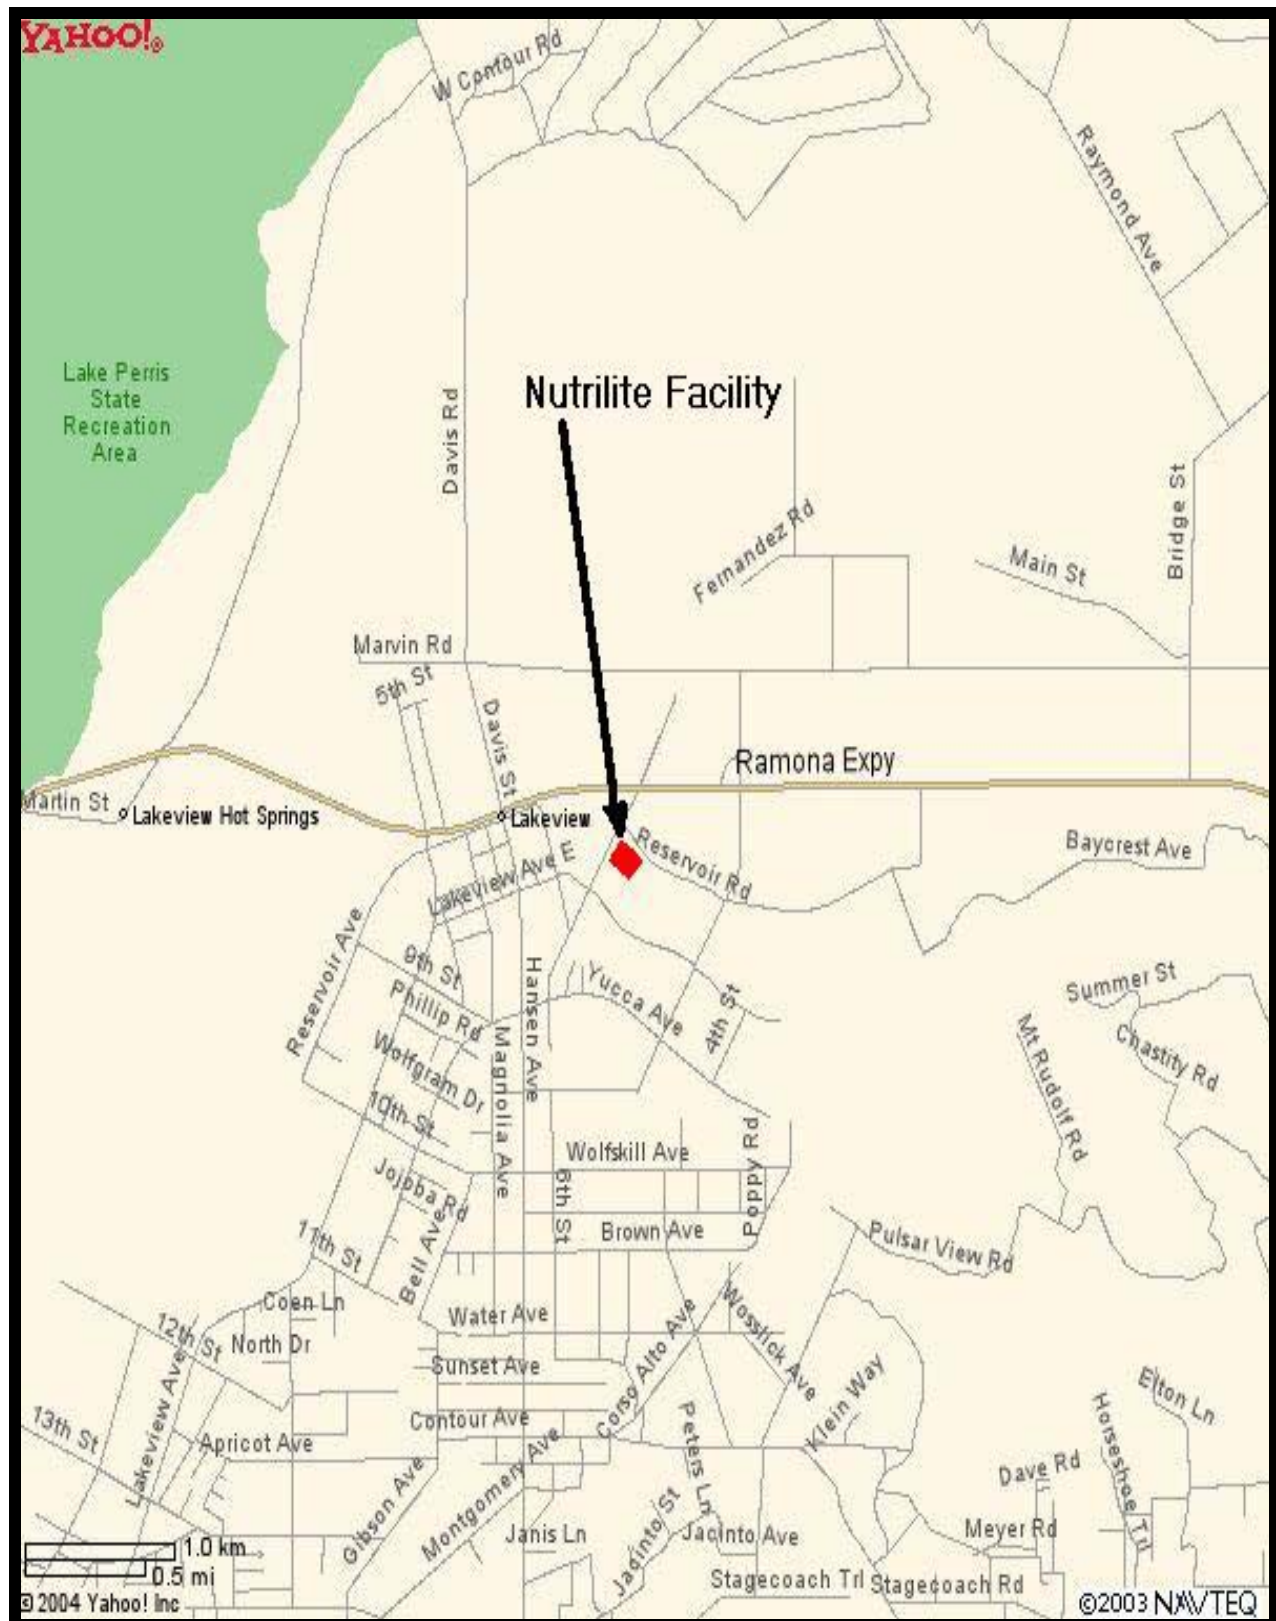 YAHOO!®
W Contour Rd
Raymond Ave
Lake Perris
State
Recreation
Area
Davis Rd
Nutrilite Facility
Bridge St
Fernandez Rd
Main St
Marvin Rd
5th St
Davis St
Ramona Expy
Martin St
Lakeview Hot Springs
Lakeview
Reservoir Rd
Baycrest Ave
Lakeview Ave E
Reservoir Ave
9th St
Hansen Ave
Yucca Ave
4th St
Summer St
Phillip Rd
Mt Rudolf Rd
Chastity Rd
Wolfgram Dr
Magnolia Ave
10th St
Wolfskill Ave
Poppy Rd
Jojoba Rd
6th St
Brown Ave
11th St
Bell Ave
Pulsar View Rd
Coen Ln
Water Ave
Corso Alto Ave
Wosslick Ave
12th St
North Dr
Sunset Ave
Klein Way
Elton Ln
Lakeview Ave
13th St
Apricot Ave
Contour Ave
Peters Ln
Horseshoe Trl
Gibson Ave
Montgomery Ave
Dave Rd
Janis Ln
Jacinto St
Jacinto Ave
Meyer Rd
1.0 km
0.5 mi
Stagecoach Trl
Stagecoach Rd
© 2004 Yahoo! Inc
©2003 NAVTEQ